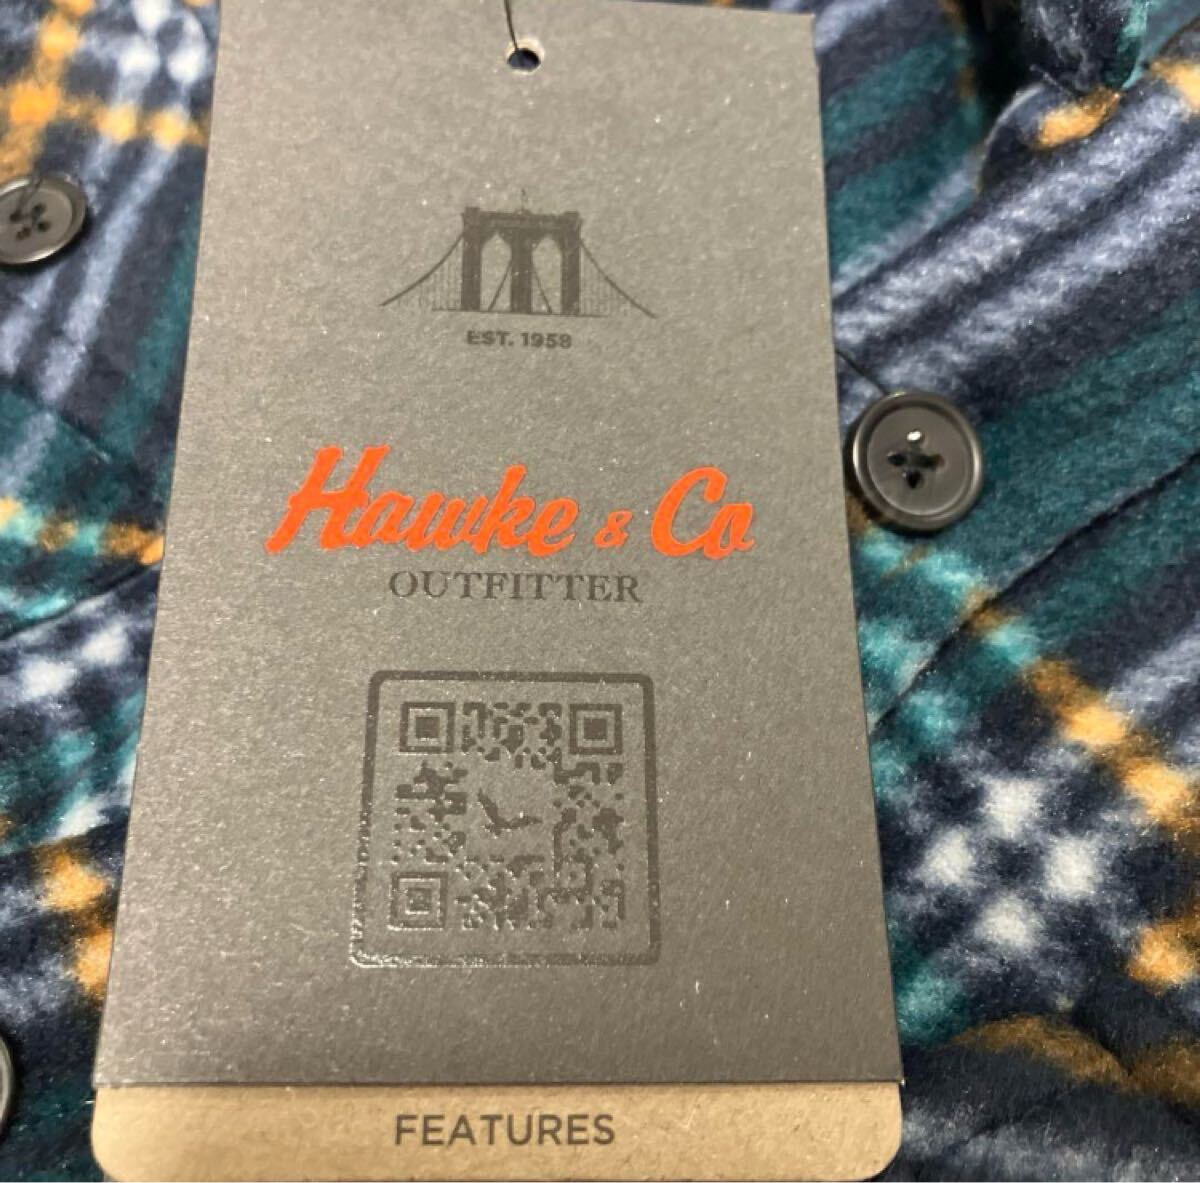 EST. 1958
Hawke & Co
OUTFITTER
FEATURES